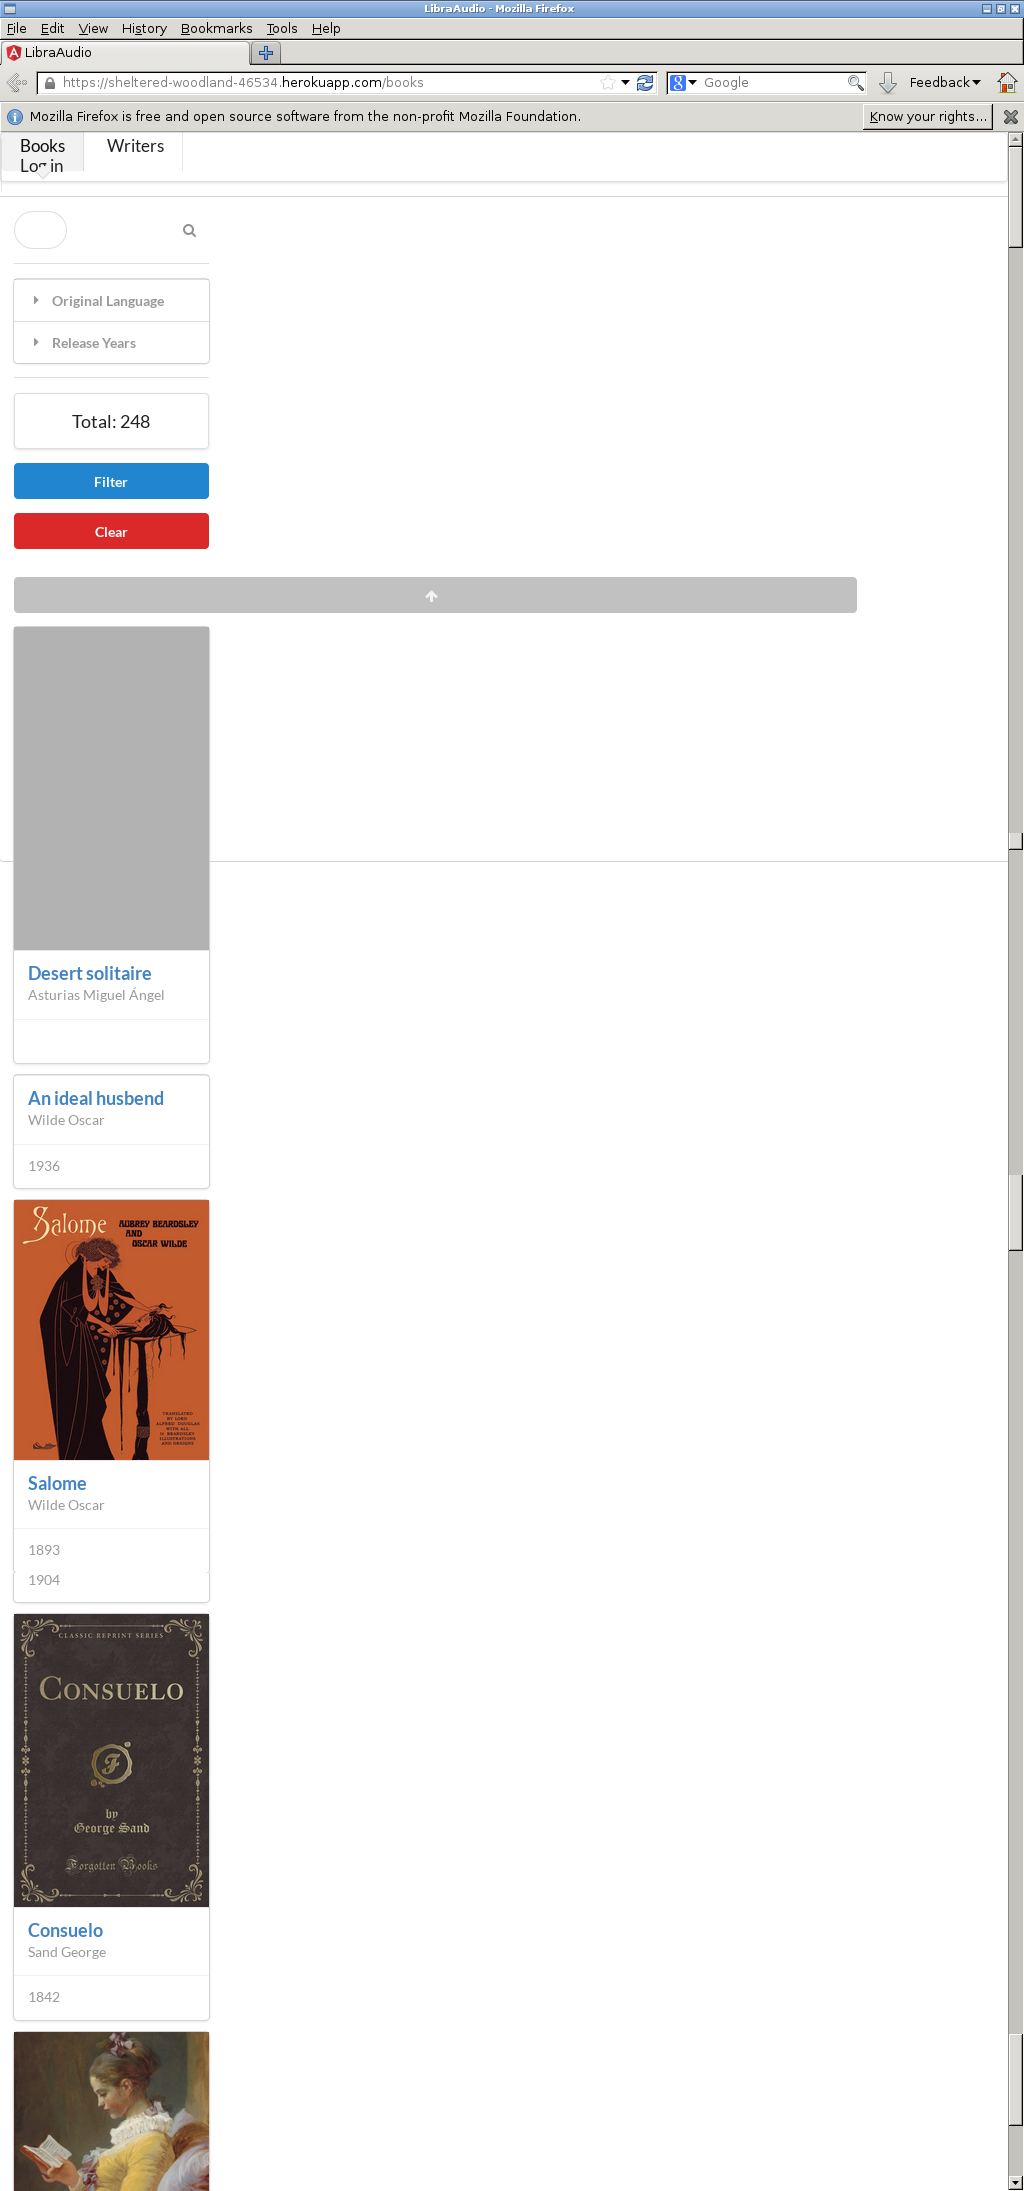 LibraAudio - Mozilla Firefox
File Edit View History Bookmarks Tools Help
LibraAudio
https://sheltered-woodland-46534.herokuapp.com/books
Google
Feedback
Mozilla Firefox is free and open source software from the non-profit Mozilla Foundation.
Know your rights...
Books Writers
Log in
Original Language
Release Years
Total: 248
Filter
Clear
Desert solitaire
Asturias Miguel Ángel
An ideal husbend
Wilde Oscar
1936
Salome
AUBREY BEARDSLEY
AND
OSCAR WILDE
TRANSLATED
BY LORD
ALFRED DOUGLAS
WITH ALL
BEARDSLEY
ILLUSTRATIONS
AND DESIGNS
Salome
Wilde Oscar
1893
1904
CLASSIC REPRINT SERIES
CONSUELO
F
by
George Sand
Forgotten Books
Consuelo
Sand George
1842